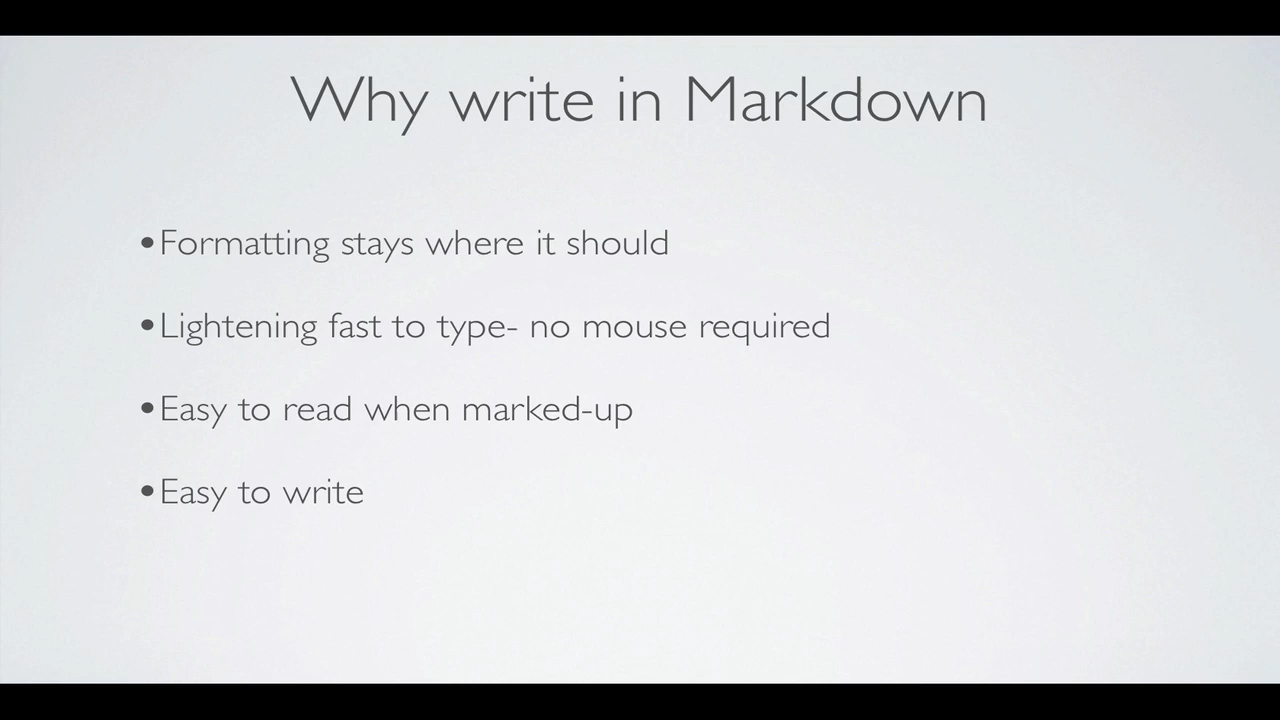 Why write in Markdown
•Formatting stays where it should
•Lightening fast to type- no mouse required
•Easy to read when marked-up
•Easy to write